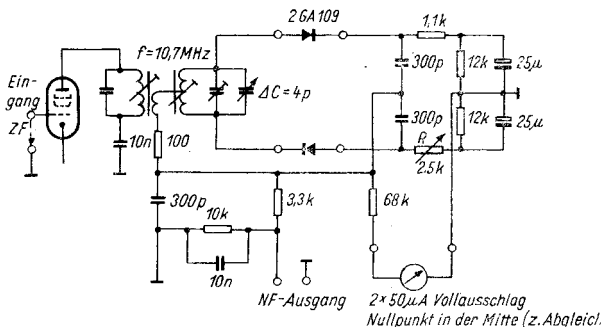 2GA109
1,1k
f=10,7MHz
300p
12k
25µ
Ein-
gang
ZF
ΔC=4p
10n
100
300p
12k
25µ
R
2,5k
300p
3,3k
68k
10k
10n
NF-Ausgang
2×50µA Vollausschlag
Nullpunkt in der Mitte (z. Abgleich.